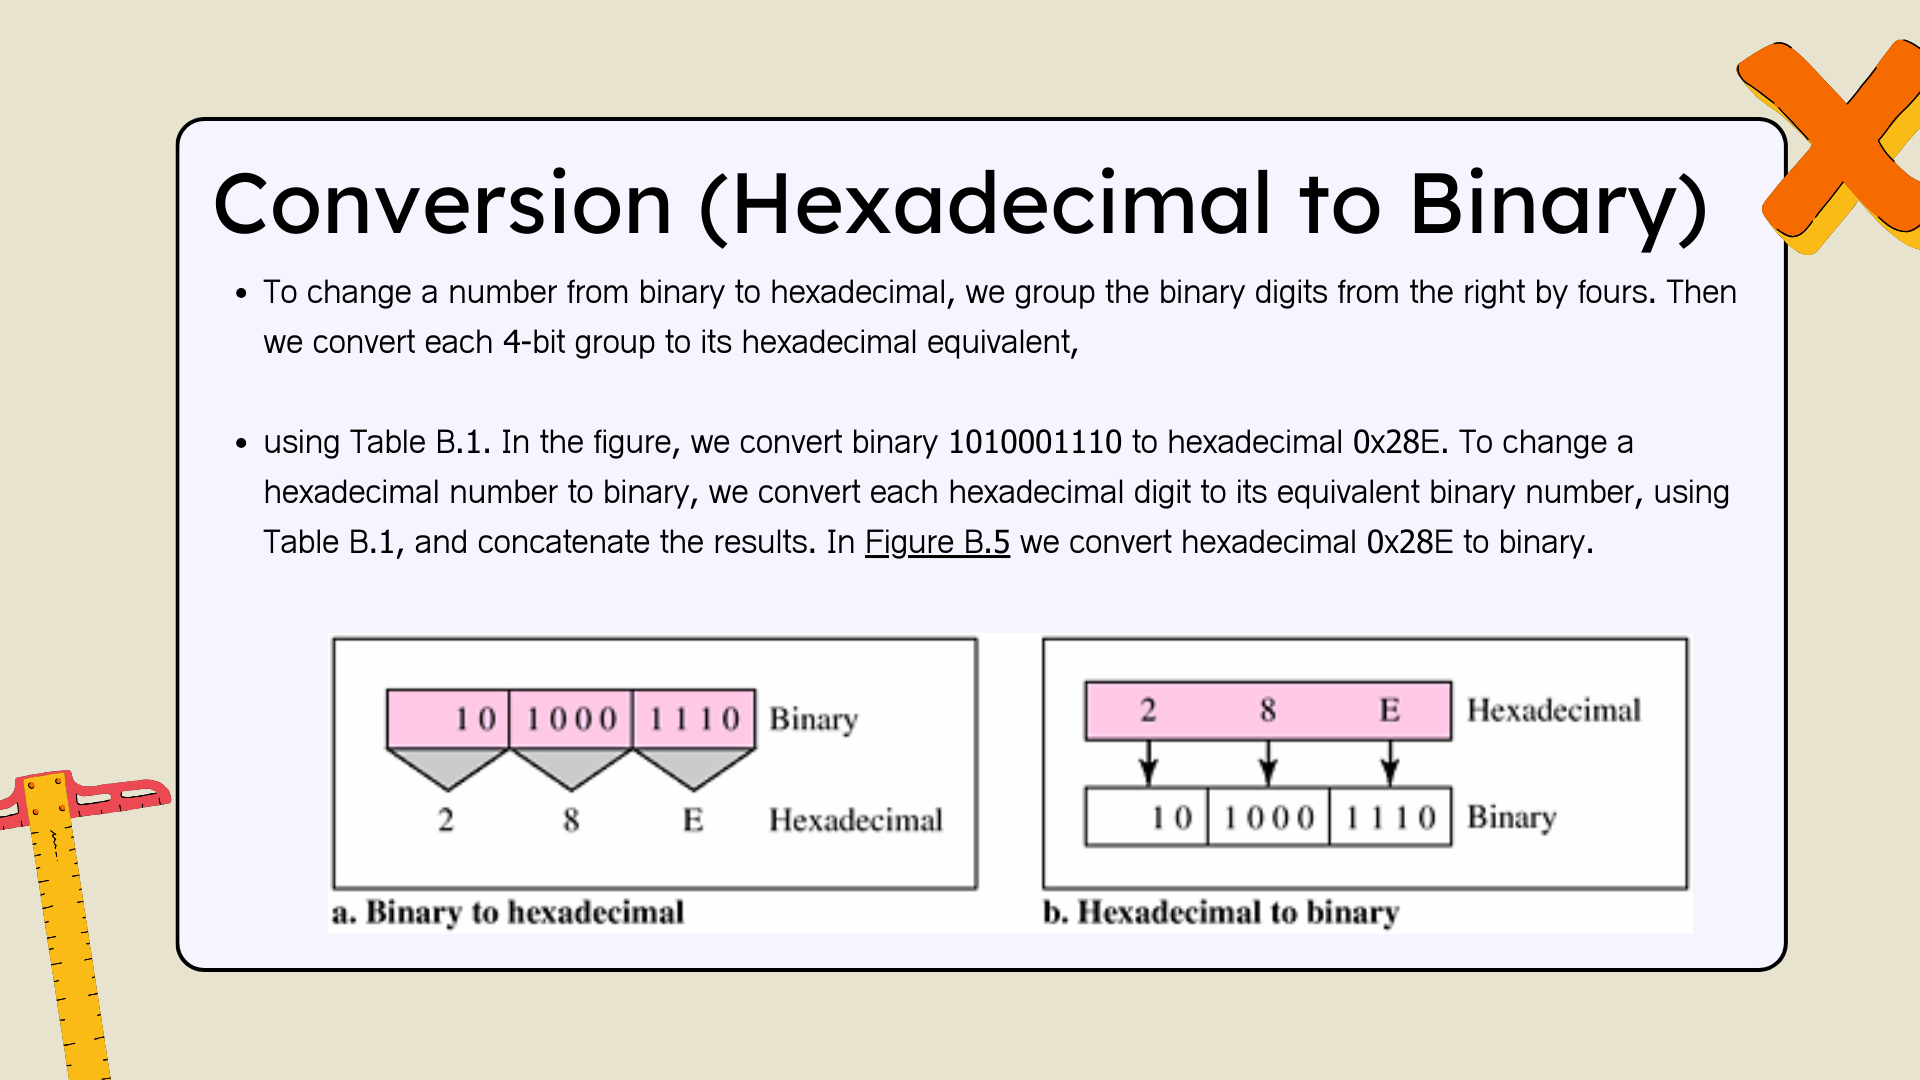 Conversion (Hexadecimal to Binary)
• To change a number from binary to hexadecimal, we group the binary digits from the right by fours. Then
we convert each 4-bit group to its hexadecimal equivalent,
• using Table B.1. In the figure, we convert binary 1010001110 to hexadecimal 0x28E. To change a
hexadecimal number to binary, we convert each hexadecimal digit to its equivalent binary number, using
Table B.1, and concatenate the results. In Figure B.5 we convert hexadecimal 0x28E to binary.
10 1000 1110 Binary
2 8 E Hexadecimal
a. Binary to hexadecimal
2 8 E Hexadecimal
10 1000 1110 Binary
b. Hexadecimal to binary